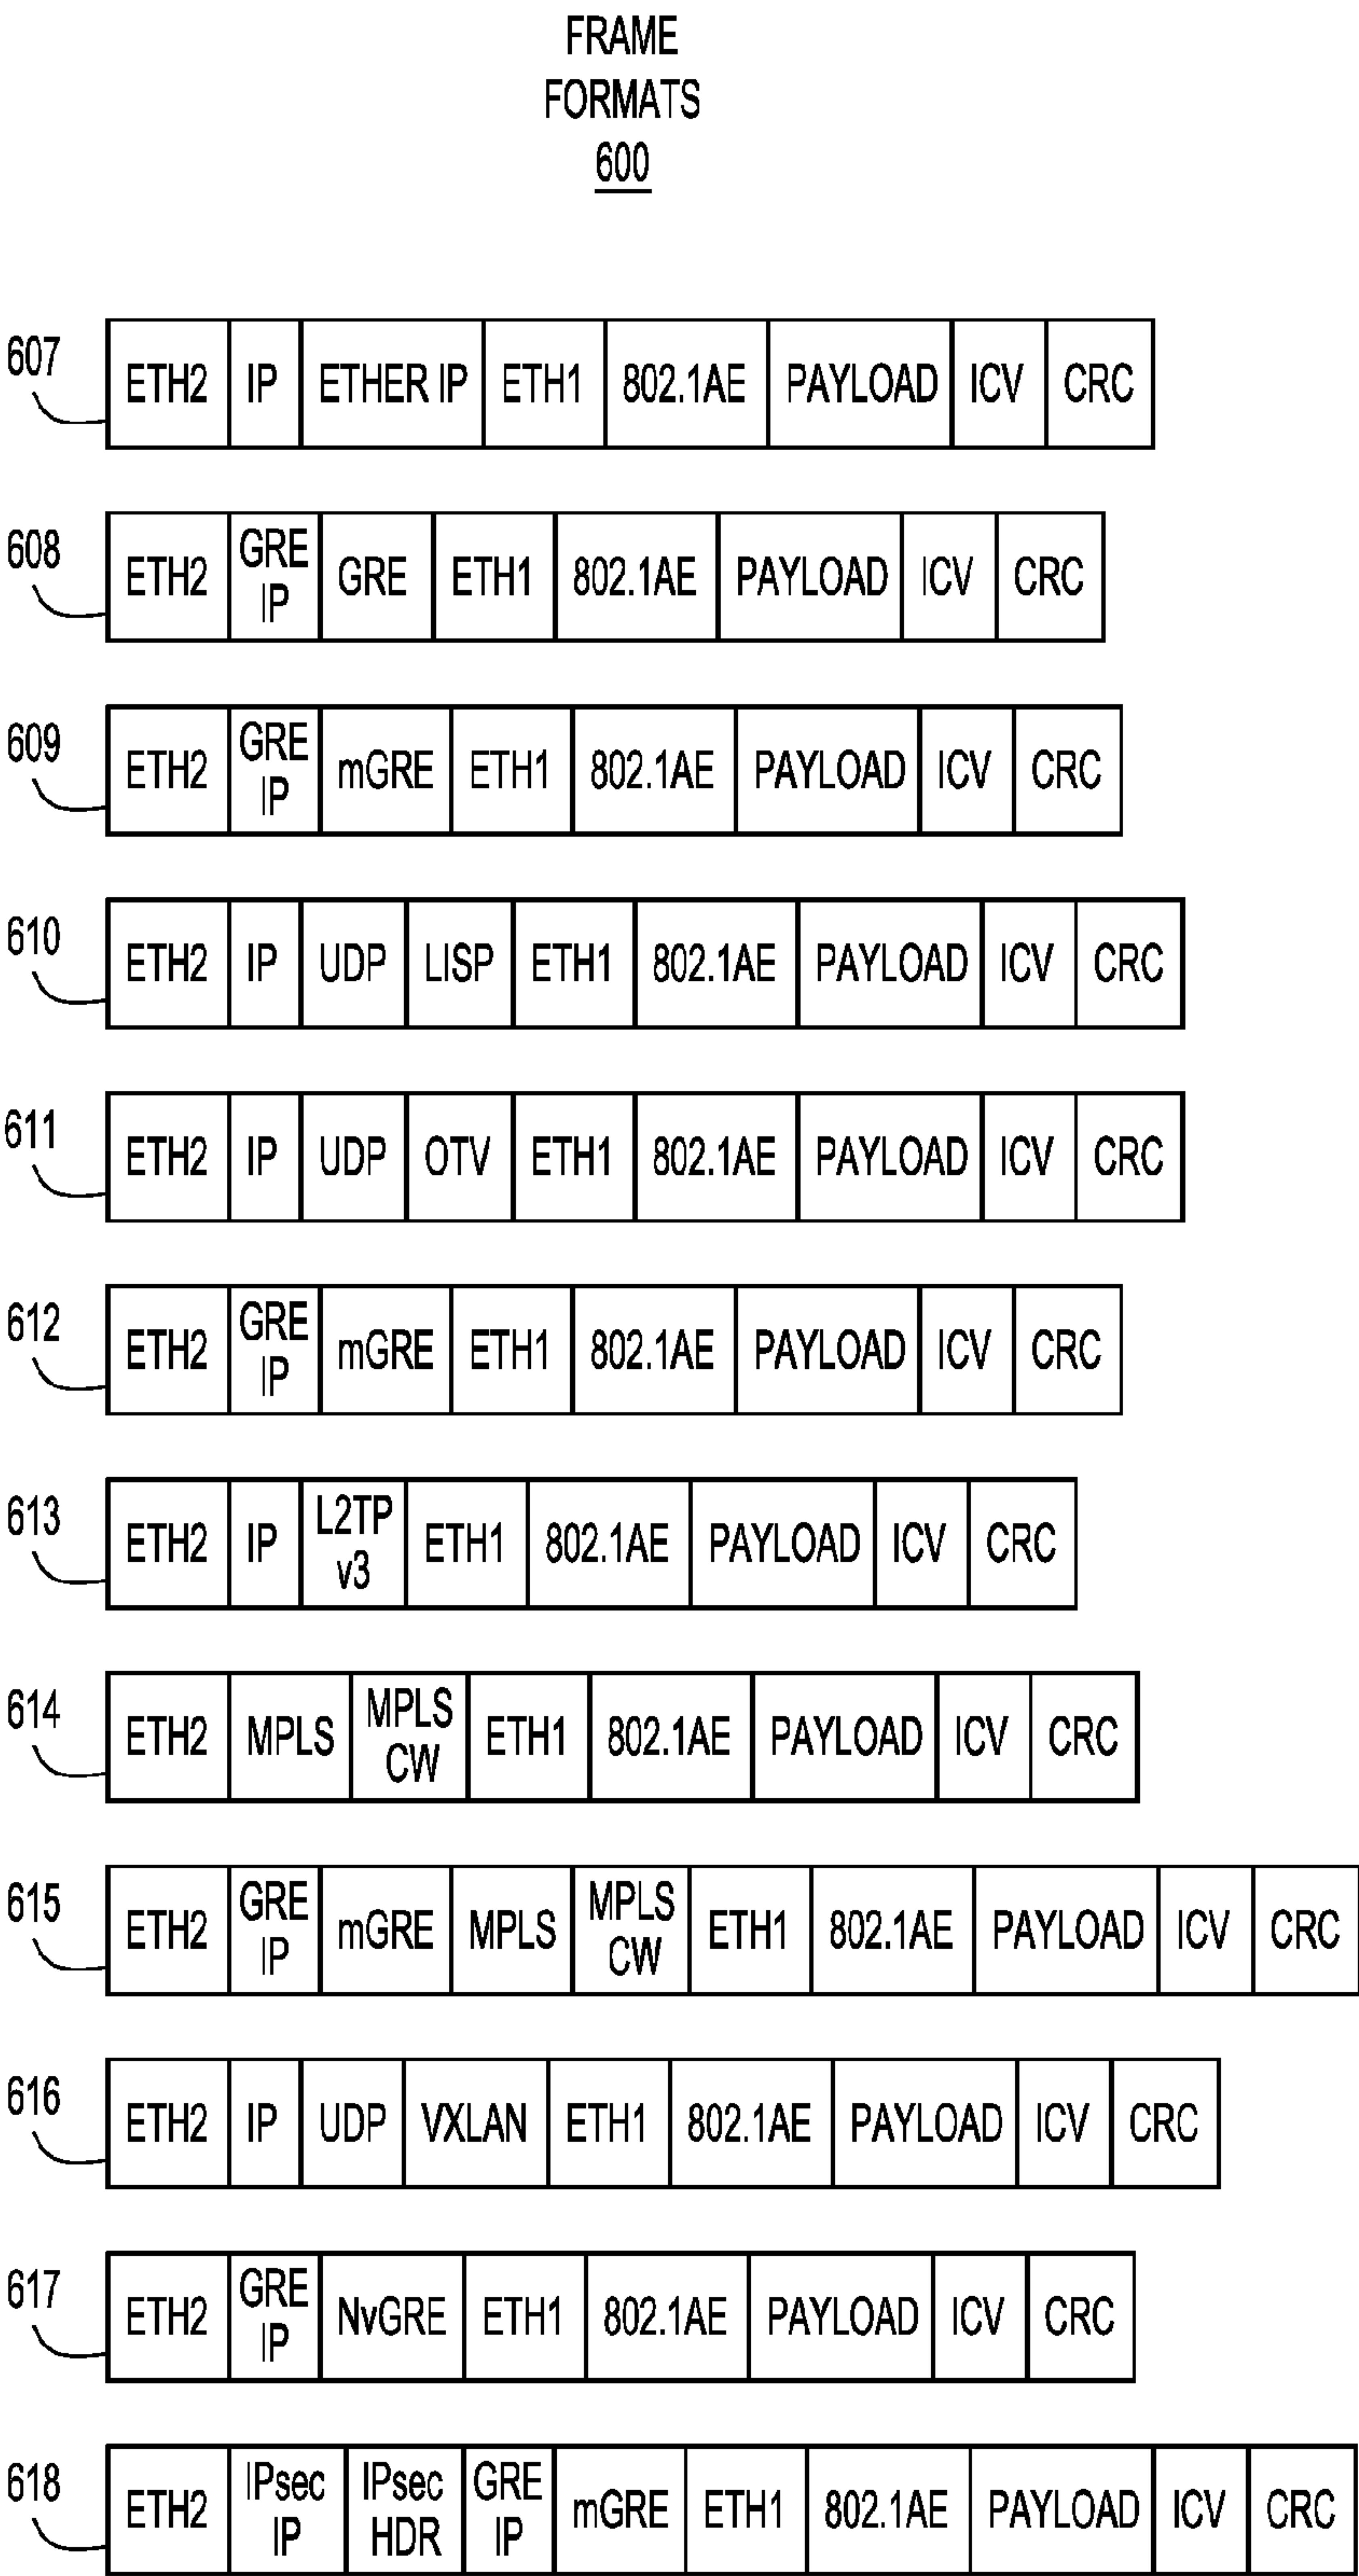 FRAME
FORMATS
600
607 ETH2 IP ETHER IP ETH1 802.1AE PAYLOAD ICV CRC
608 ETH2 GRE IP GRE ETH1 802.1AE PAYLOAD ICV CRC
609 ETH2 GRE IP mGRE ETH1 802.1AE PAYLOAD ICV CRC
610 ETH2 IP UDP LISP ETH1 802.1AE PAYLOAD ICV CRC
611 ETH2 IP UDP OTV ETH1 802.1AE PAYLOAD ICV CRC
612 ETH2 GRE IP mGRE ETH1 802.1AE PAYLOAD ICV CRC
613 ETH2 IP L2TP v3 ETH1 802.1AE PAYLOAD ICV CRC
614 ETH2 MPLS MPLS CW ETH1 802.1AE PAYLOAD ICV CRC
615 ETH2 GRE IP mGRE MPLS MPLS CW ETH1 802.1AE PAYLOAD ICV CRC
616 ETH2 IP UDP VXLAN ETH1 802.1AE PAYLOAD ICV CRC
617 ETH2 GRE IP NvGRE ETH1 802.1AE PAYLOAD ICV CRC
618 ETH2 IPsec IP IPsec HDR GRE IP mGRE ETH1 802.1AE PAYLOAD ICV CRC